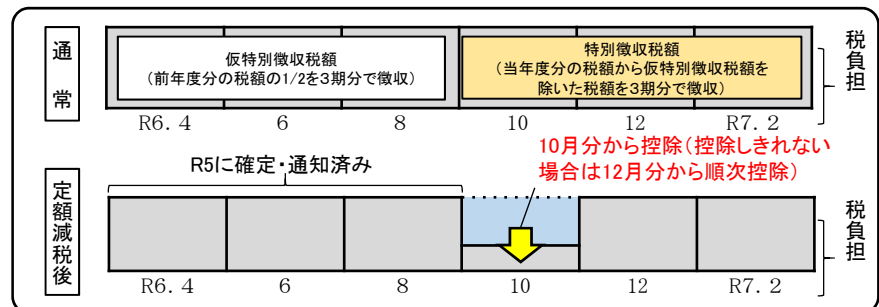 通常
仮特別徴収税額
(前年度分の税額の1/2を3期分で徴収)
特別徴収税額
(当年度分の税額から仮特別徴収税額を
除いた税額を3期分で徴収)
税負担
R6.4 6 8 10 12 R7.2
10月分から控除(控除しきれない
場合は12月分から順次控除)
R5に確定・通知済み
定額減税後
税負担
R6.4 6 8 10 12 R7.2